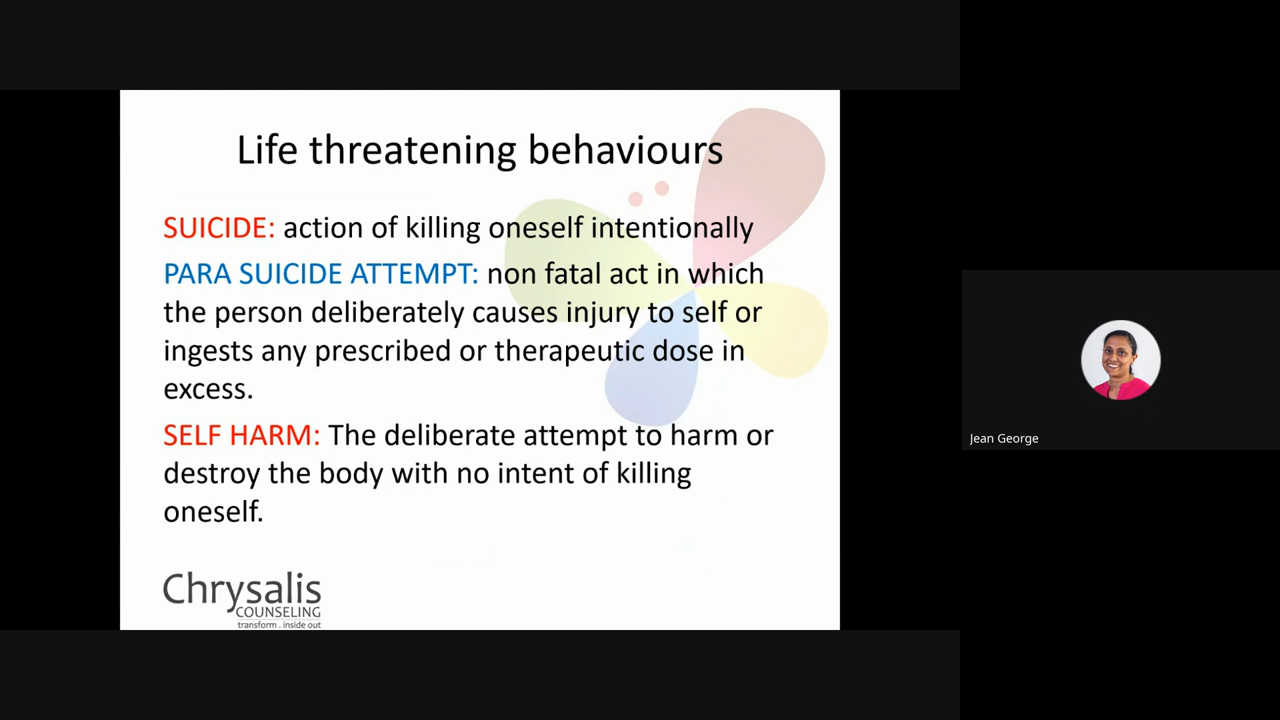 Life threatening behaviours
SUICIDE: action of killing oneself intentionally
PARA SUICIDE ATTEMPT: non fatal act in which
the person deliberately causes injury to self or
ingests any prescribed or therapeutic dose in
excess.
SELF HARM: The deliberate attempt to harm or
destroy the body with no intent of killing
oneself.
Chrysalis
COUNSELING
transform . inside out
Jean George